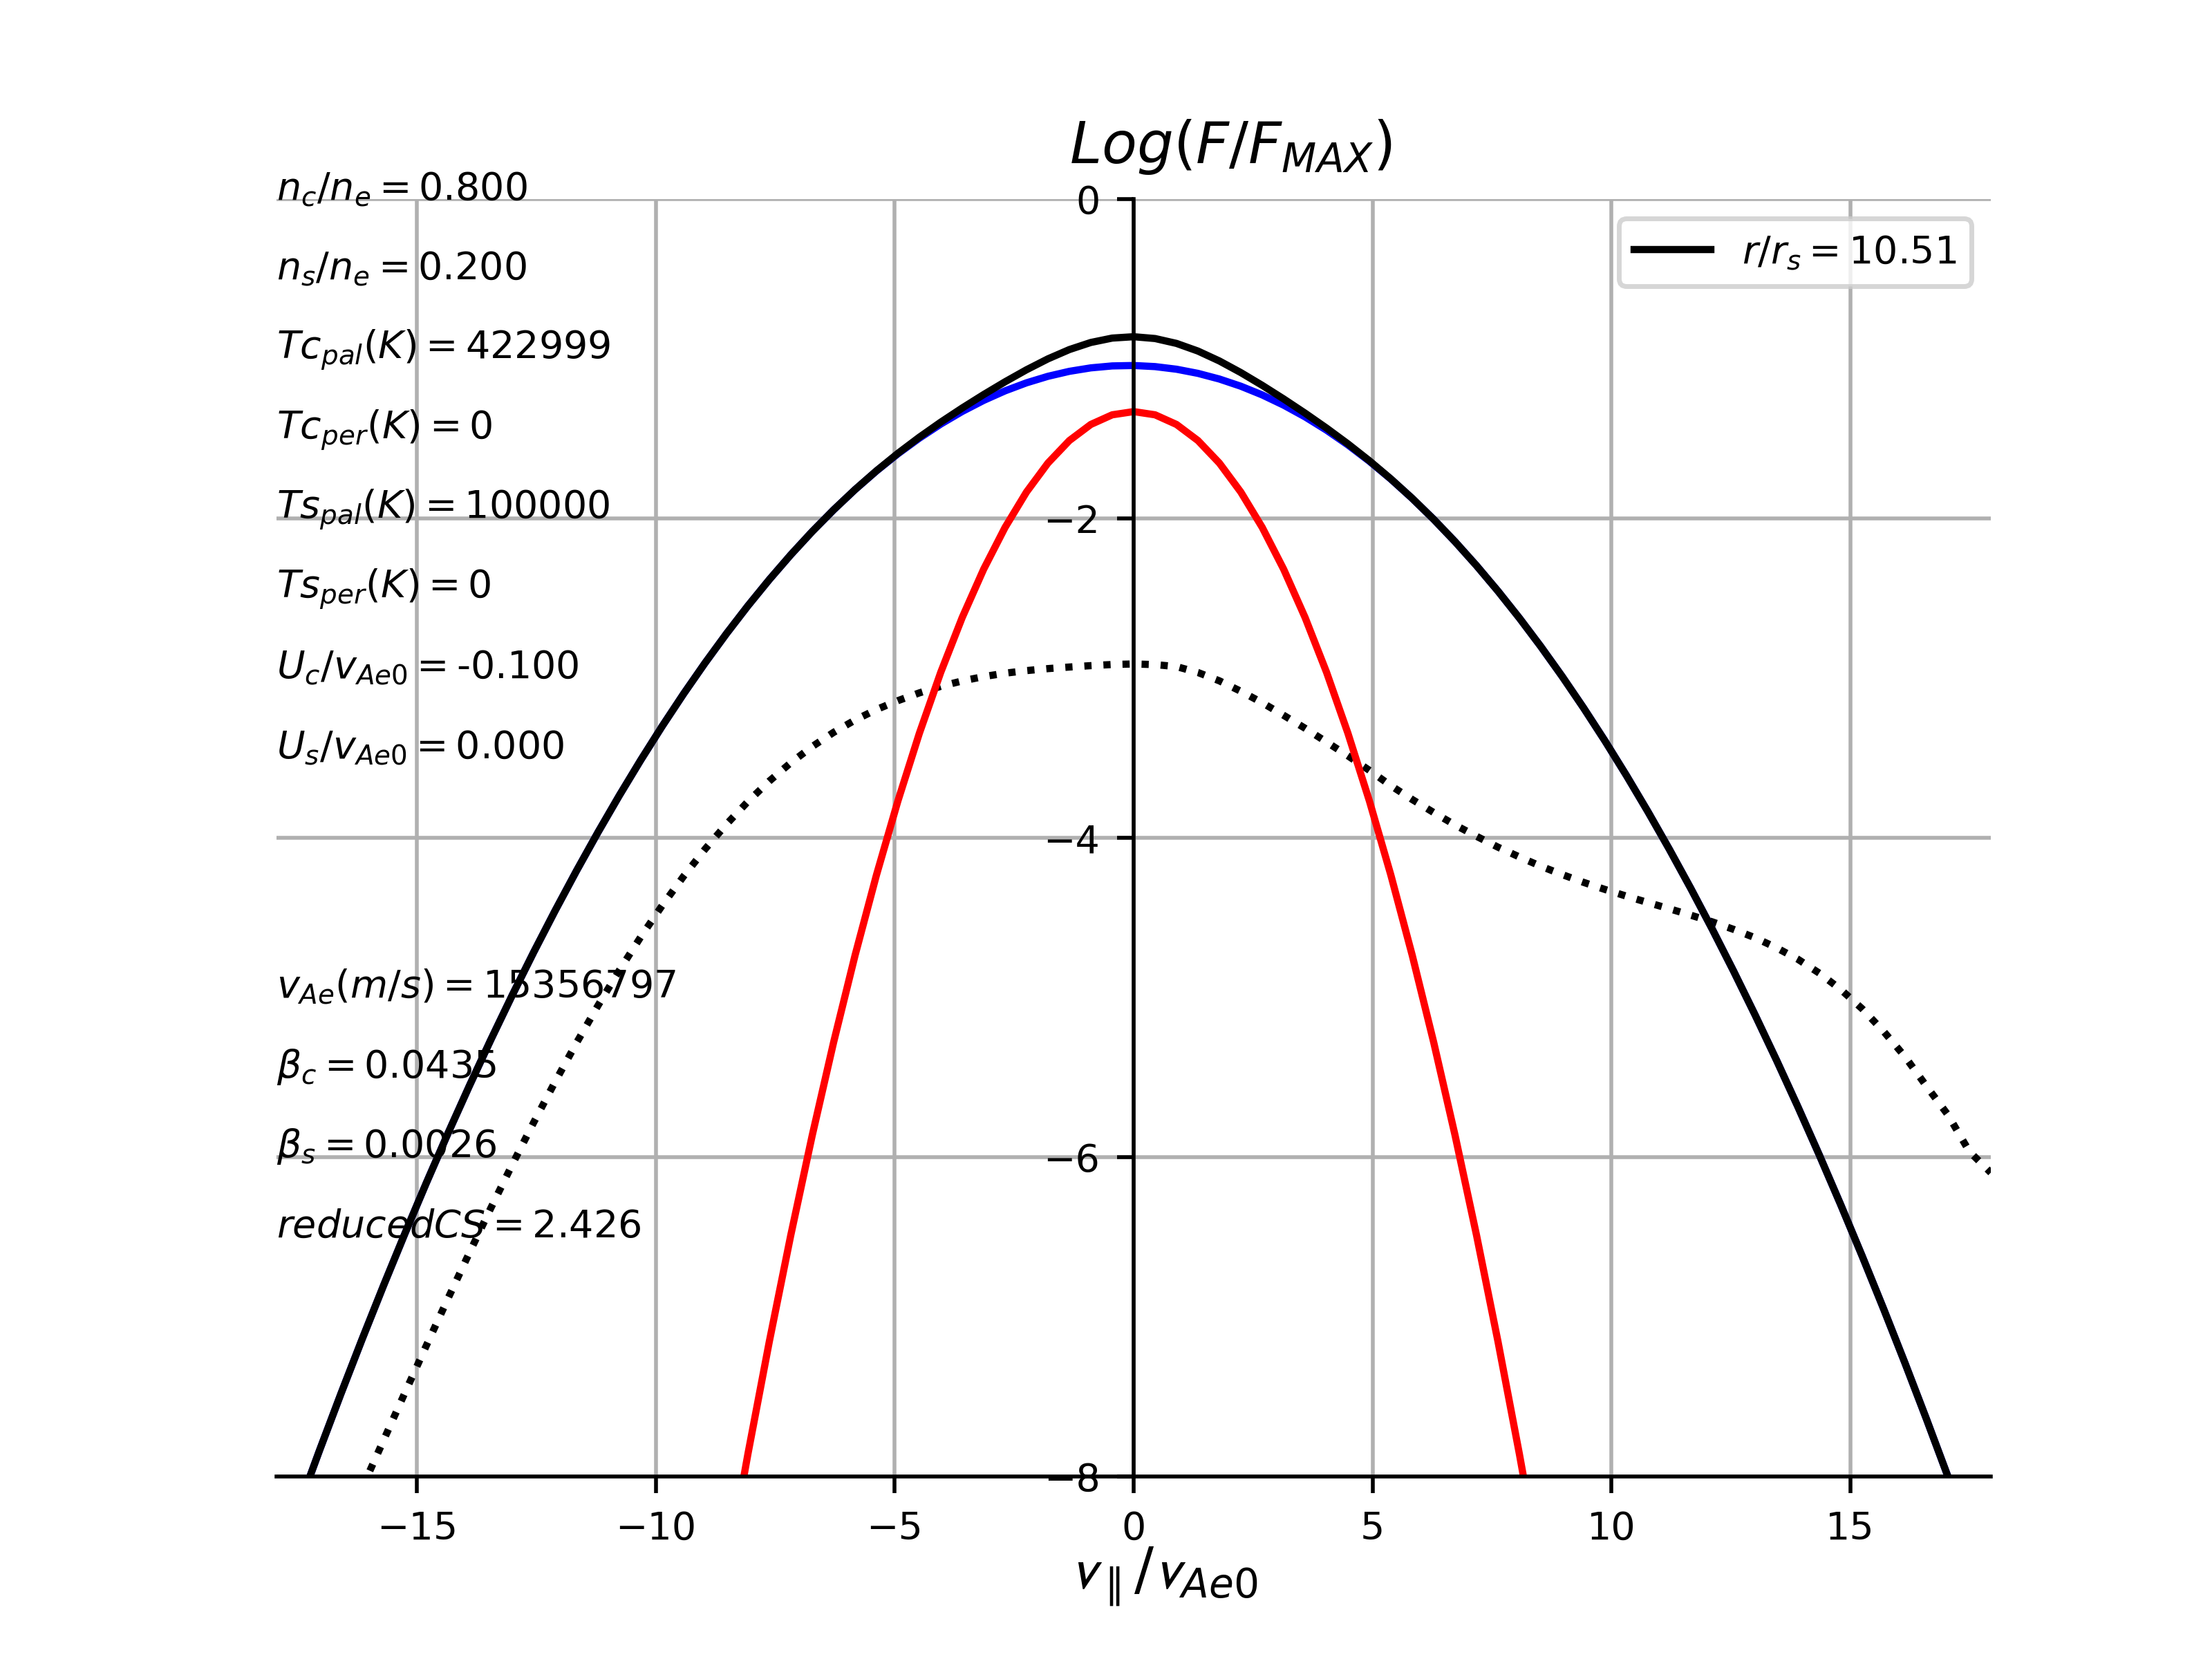 Log(F/F_MAX)
n_c/n_e = 0.800
0
n_s/n_e = 0.200
r/r_s = 10.51
Tc_pal(K) = 422999
Tc_per(K) = 0
Ts_pal(K) = 100000
−2
Ts_per(K) = 0
U_c/v_Ae0 = -0.100
U_s/v_Ae0 = 0.000
−4
v_Ae(m/s) = 15356797
β_c = 0.0435
β_s = 0.0026
−6
reducedCS = 2.426
−8
−15 −10 −5 0 5 10 15
v_∥/v_Ae0